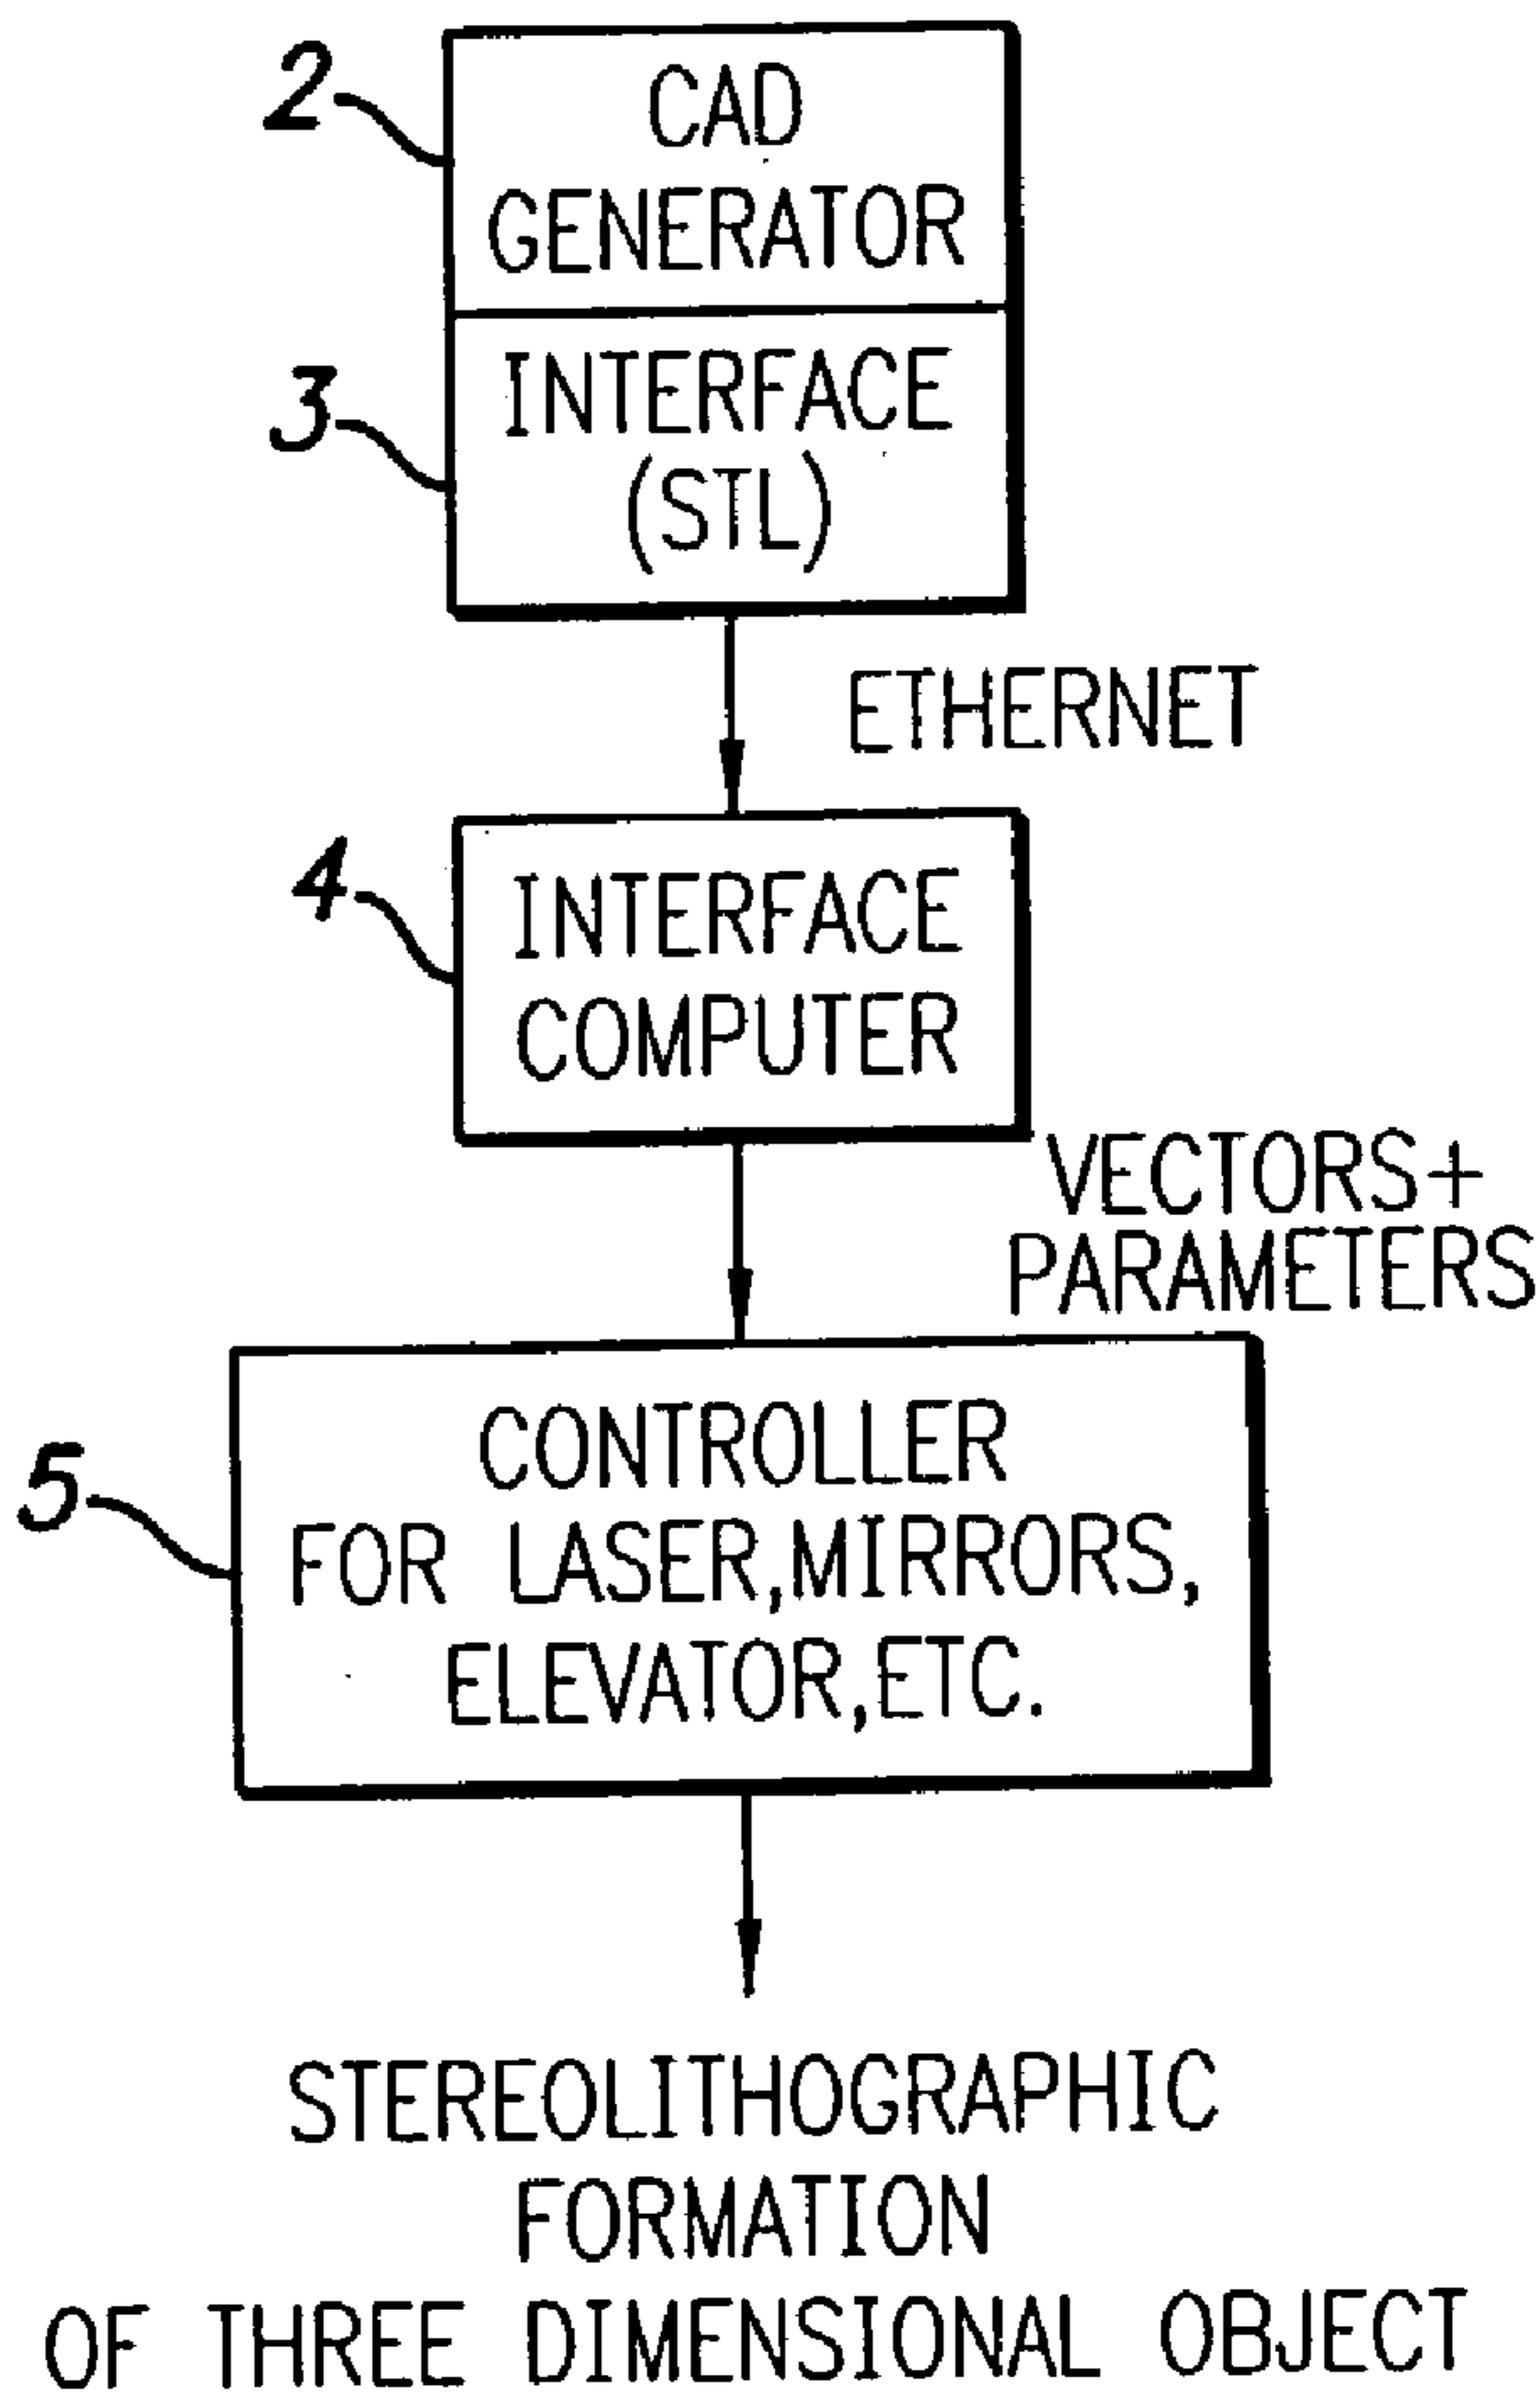 2
CAD
GENERATOR
3
INTERFACE
(STL)
ETHERNET
4
INTERFACE
COMPUTER
VECTORS+
PARAMETERS
5
CONTROLLER
FOR LASER, MIRRORS,
ELEVATOR, ETC.
STEREOLITHOGRAPHIC
FORMATION
OF THREE DIMENSIONAL OBJECT